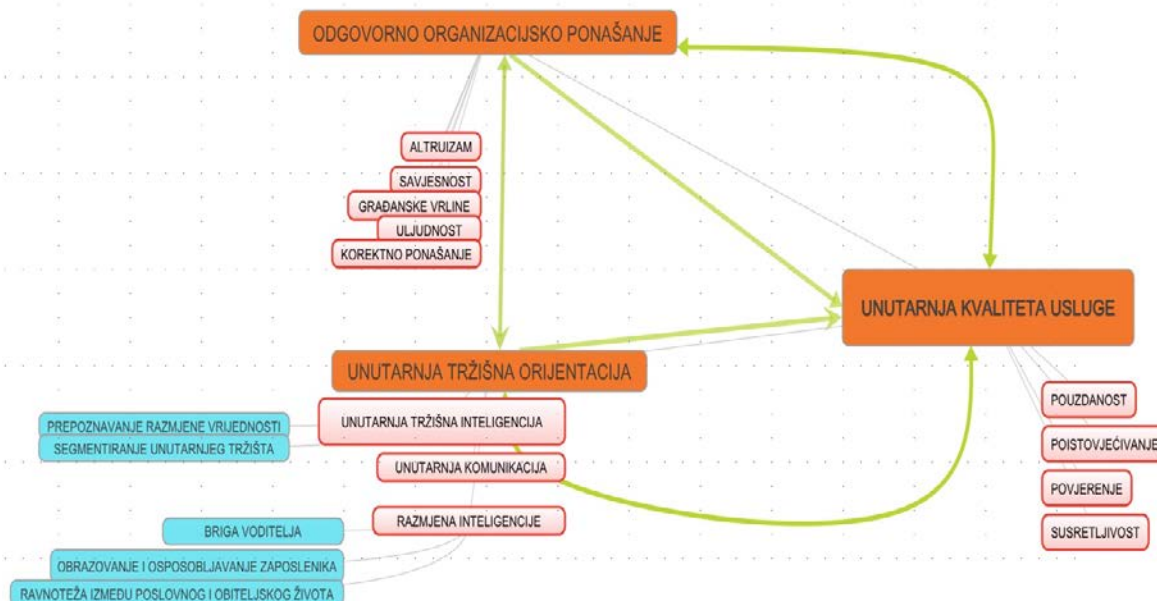 ODGOVORNO ORGANIZACIJSKO PONAŠANJE
ALTRUIZAM
SAVJESNOST
GRAĐANSKE VRLINE
ULJUDNOST
KOREKTNO PONAŠANJE
UNUTARNJA KVALITETA USLUGE
UNUTARNJA TRŽIŠNA ORIJENTACIJA
UNUTARNJA TRŽIŠNA INTELIGENCIJA
PREPOZNAVANJE RAZMJENE VRIJEDNOSTI
SEGMENTIRANJE UNUTARNJEG TRŽIŠTA
UNUTARNJA KOMUNIKACIJA
RAZMJENA INTELIGENCIJE
BRIGA VODITELJA
OBRAZOVANJE I OSPOSOBLJAVANJE ZAPOSLENIKA
RAVNOTEŽA IZMEĐU POSLOVNOG I OBITELJSKOG ŽIVOTA
POUZDANOST
POISTOVJEĆIVANJE
POVJERENJE
SUSRETLJIVOST